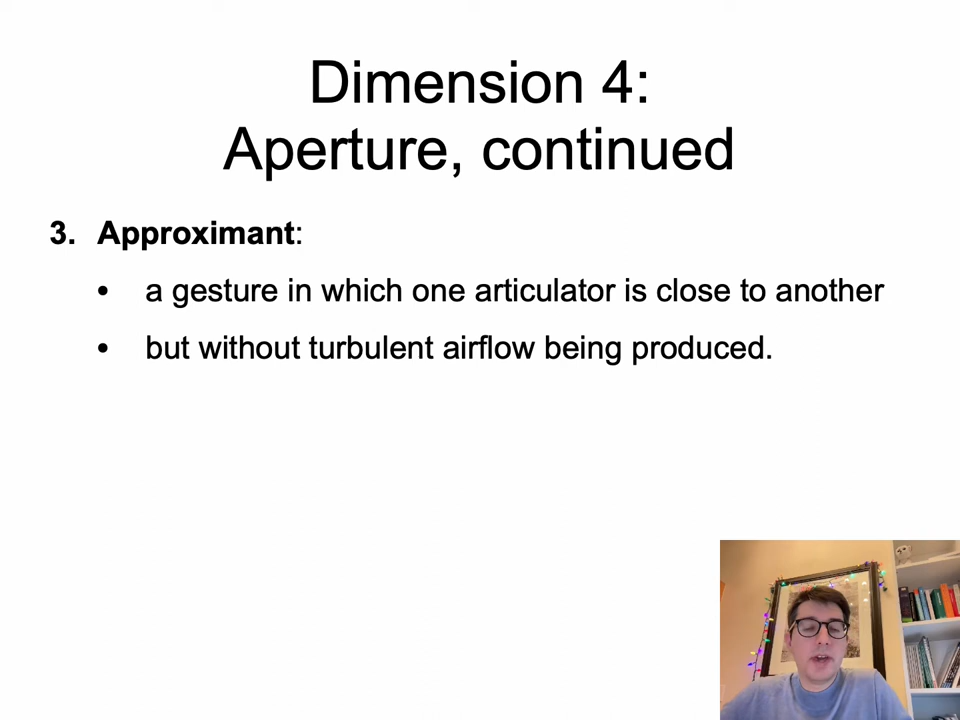 Dimension 4:
Aperture, continued
3. Approximant:
• a gesture in which one articulator is close to another
• but without turbulent airflow being produced.